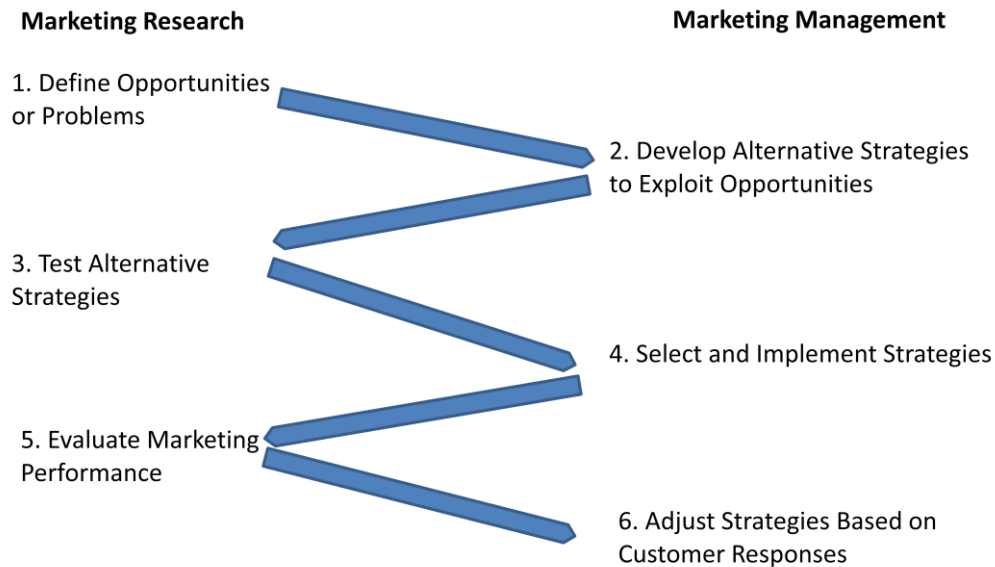 Marketing Research
Marketing Management
1. Define Opportunities
or Problems
2. Develop Alternative Strategies
to Exploit Opportunities
3. Test Alternative
Strategies
4. Select and Implement Strategies
5. Evaluate Marketing
Performance
6. Adjust Strategies Based on
Customer Responses